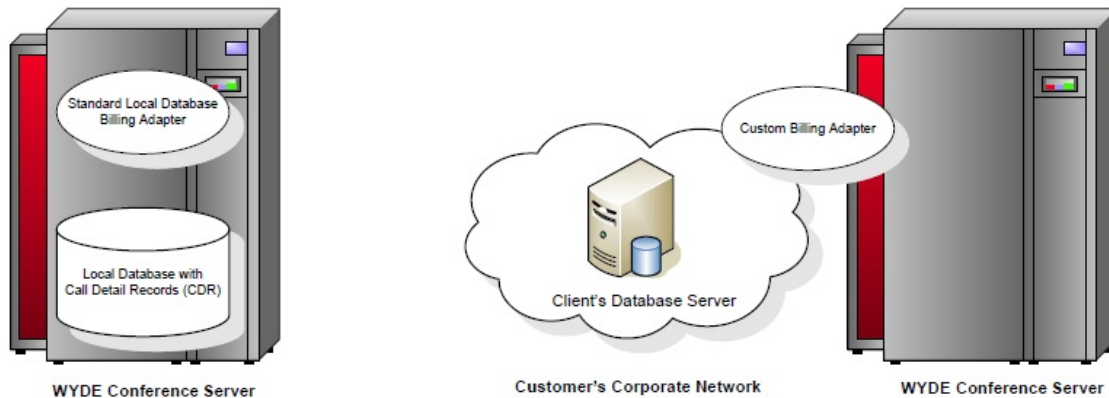 Standard Local Database
Billing Adapter
Local Database with
Call Detail Records (CDR)
WYDE Conference Server
Custom Billing Adapter
Client's Database Server
Customer's Corporate Network
WYDE Conference Server